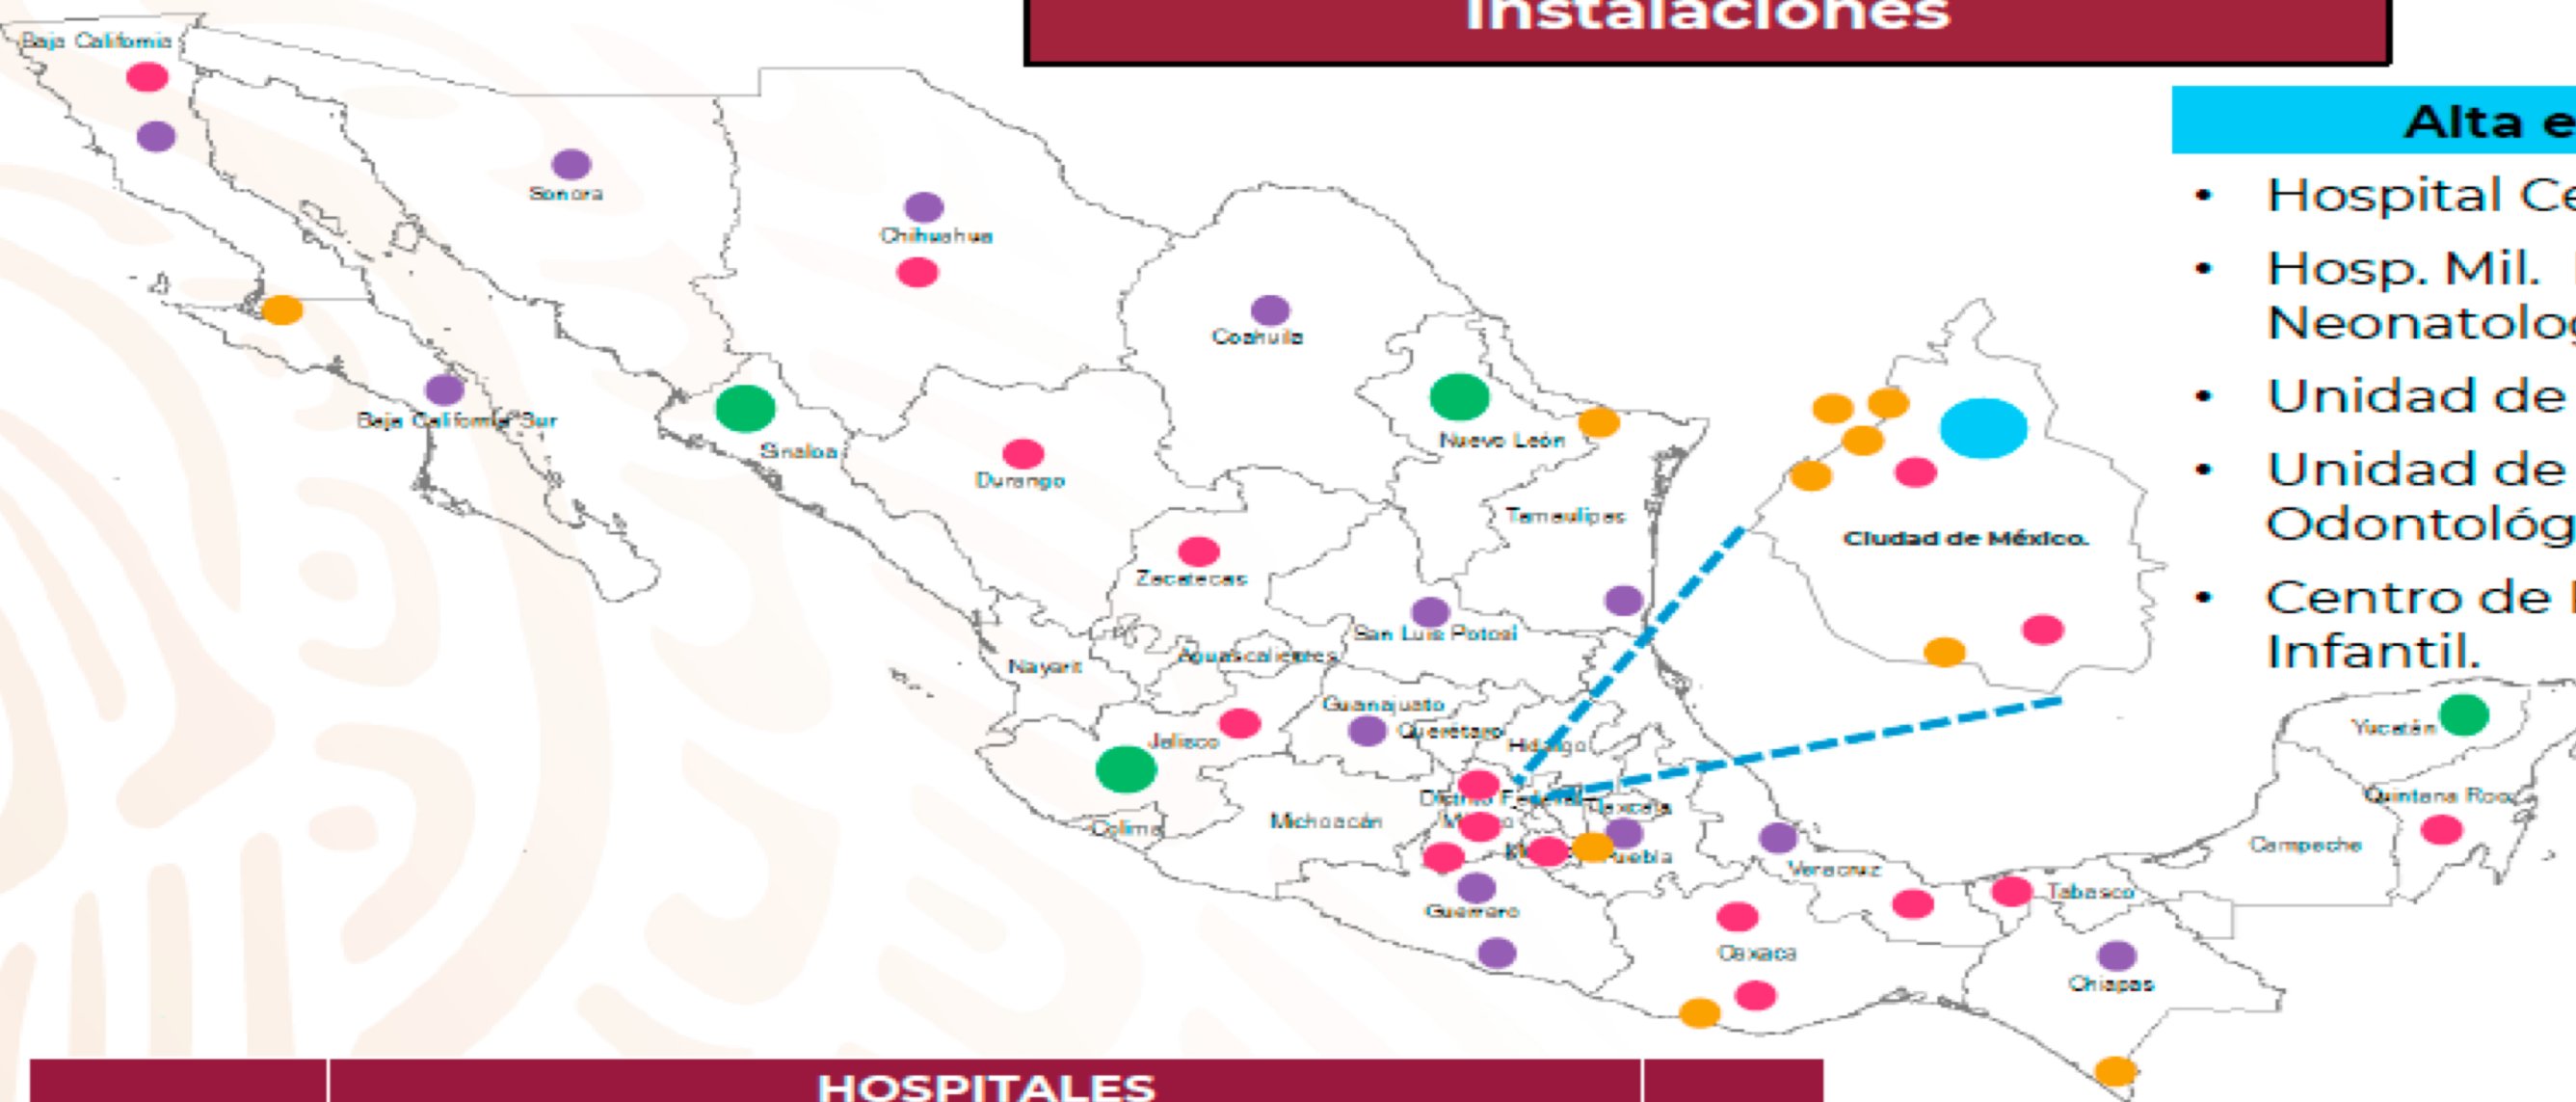 Instalaciones
Baja California
Sonora
Chihuahua
Coahuila
Baja California Sur
Sinaloa
Nuevo León
Durango
Tamaulipas
Zacatecas
San Luis Potosí
Aguascalientes
Nayarit
Guanajuato
Querétaro
Hidalgo
Jalisco
Distrito Federal
Tlaxcala
Colima
Michoacán
Puebla
Veracruz
Guerrero
Oaxaca
Tabasco
Chiapas
Campeche
Yucatán
Quintana Roo
Ciudad de México.
Alta e
• Hospital Ce
• Hosp. Mil.
Neonatolog
• Unidad de
• Unidad de
Odontológ
• Centro de
Infantil.
HOSPITALES